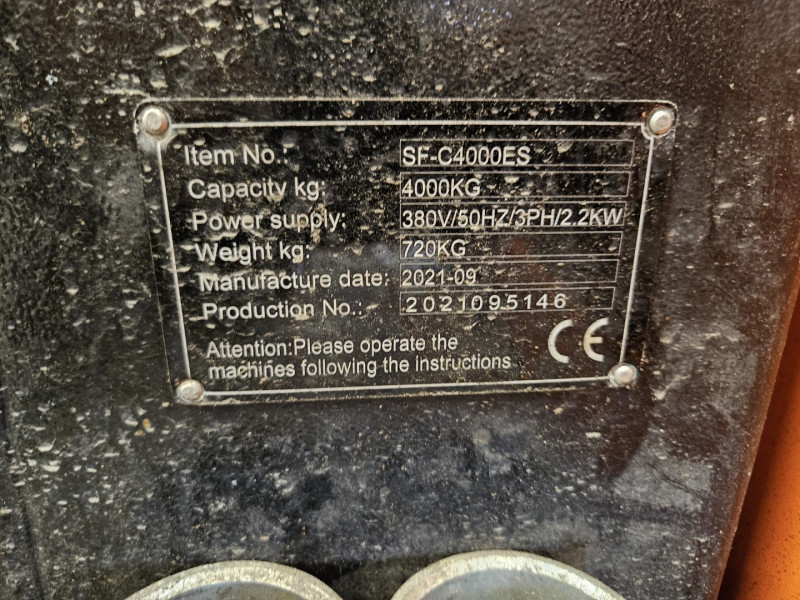 Item No.: SF-C4000ES
Capacity kg: 4000KG
Power supply: 380V/50HZ/3PH/2.2KW
Weight kg: 720KG
Manufacture date: 2021-09
Production No.: 2021095146
Attention:Please operate the CE
machines following the instructions